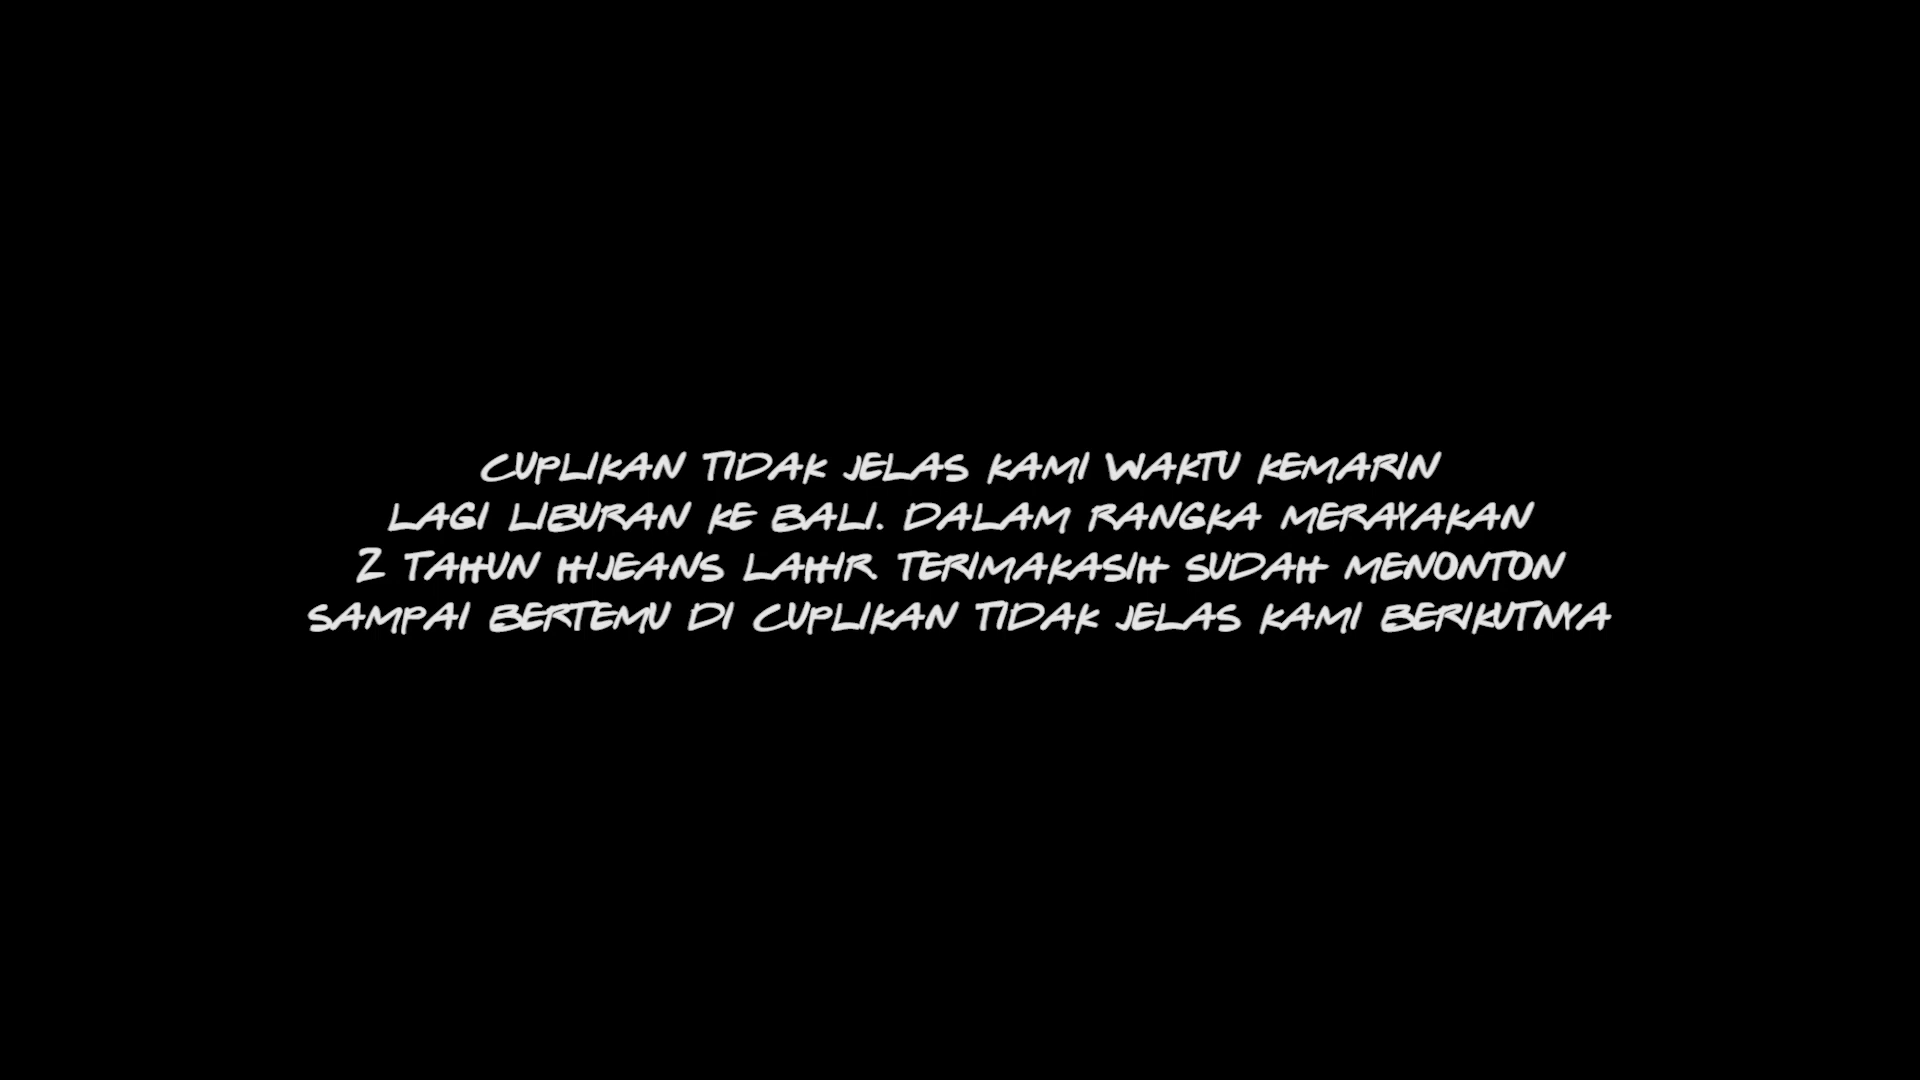 CUPLIKAN TIDAK JELAS KAMI WAKTU KEMARIN
LAGI LIBURAN KE BALI. DALAM RANGKA MERAYAKAN
2 TAHUN HIJEANS LAHIR. TERIMAKASIH SUDAH MENONTON
SAMPAI BERTEMU DI CUPLIKAN TIDAK JELAS KAMI BERIKUTNYA